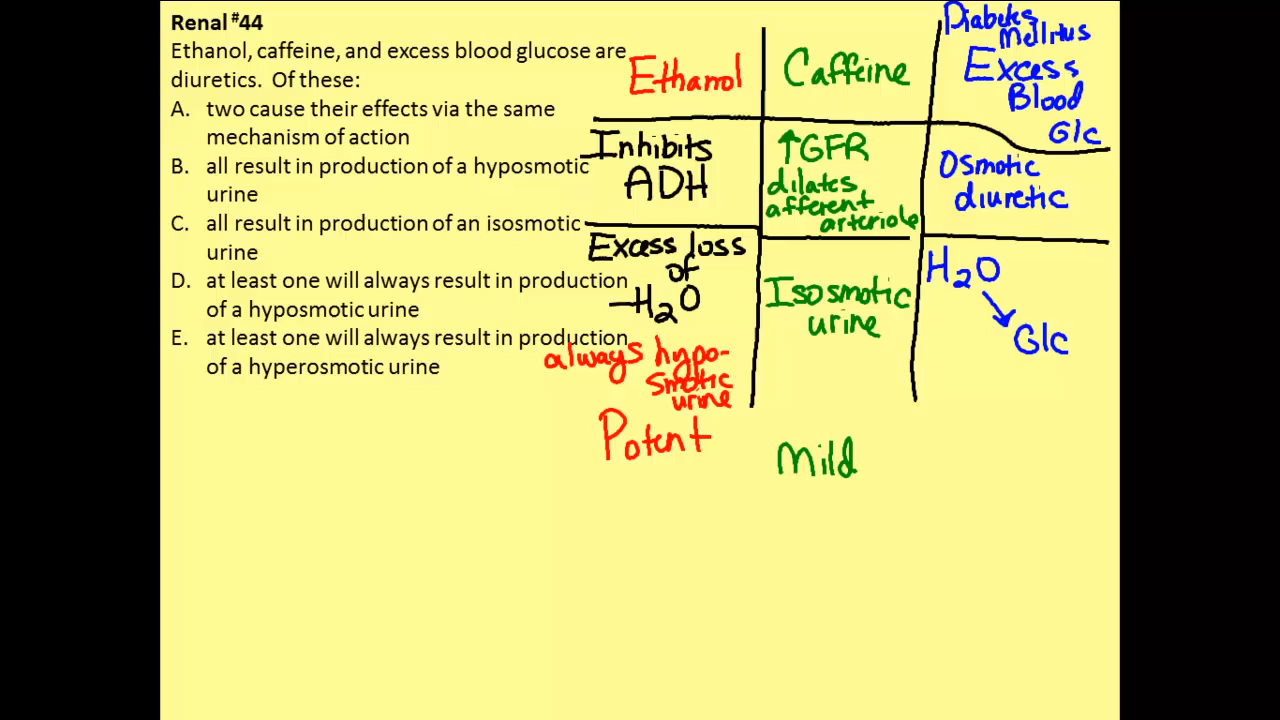 Renal #44
Ethanol, caffeine, and excess blood glucose are
diuretics. Of these:
A. two cause their effects via the same
mechanism of action
B. all result in production of a hyposmotic
urine
C. all result in production of an isosmotic
urine
D. at least one will always result in production
of a hyposmotic urine
E. at least one will always result in production
of a hyperosmotic urine
Ethanol
Inhibits
ADH
Excess loss
of
H2O
always hypo-
smotic
urine
Potent
Caffeine
↑GFR
dilates
afferent
arteriole
Isosmotic
urine
Mild
Diabetes
Mellitus
Excess
Blood
Glc
Osmotic
diuretic
H2O
Glc